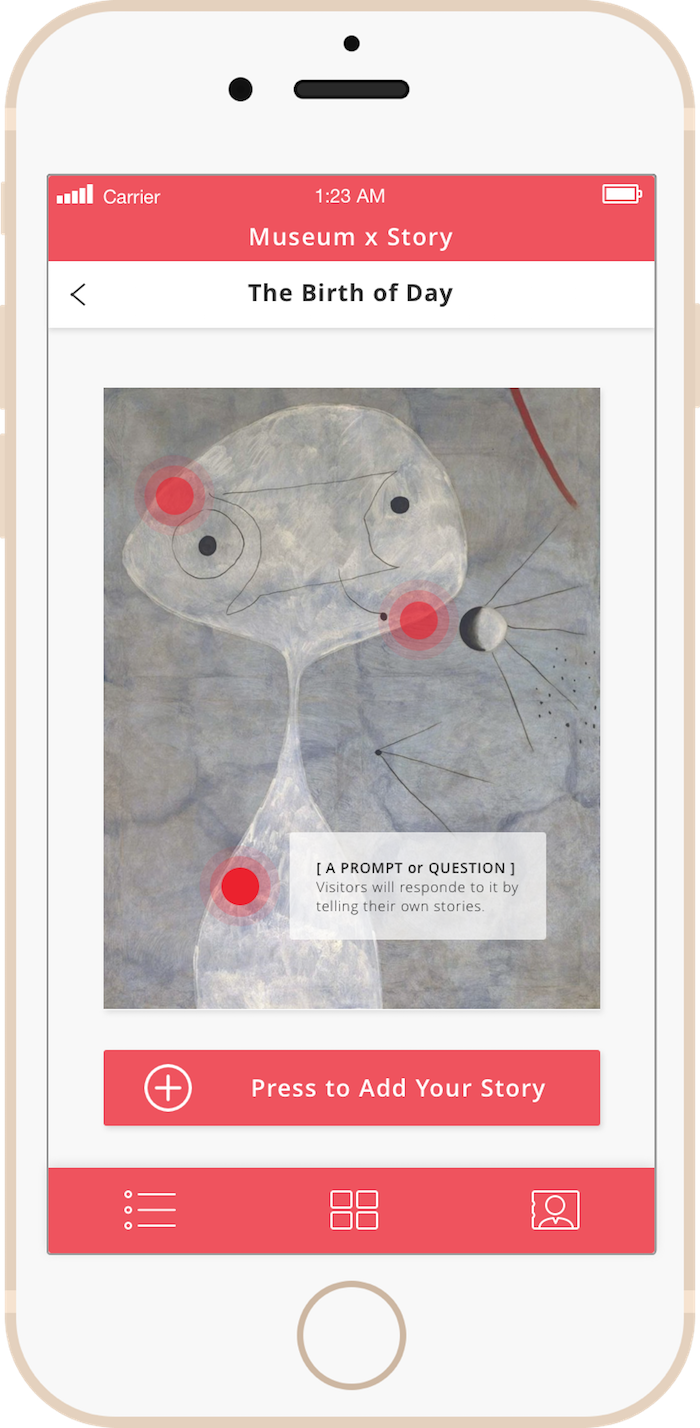 Carrier 1:23 AM
Museum x Story
The Birth of Day
[ A PROMPT or QUESTION ]
Visitors will responde to it by
telling their own stories.
Press to Add Your Story